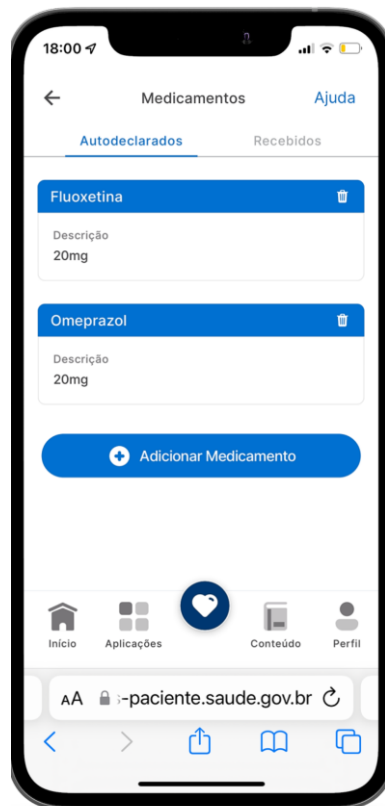 18:00
Medicamentos Ajuda
Autodeclarados Recebidos
Fluoxetina
Descrição
20mg
Omeprazol
Descrição
20mg
Adicionar Medicamento
Início Aplicações Conteúdo Perfil
AA -paciente.saude.gov.br